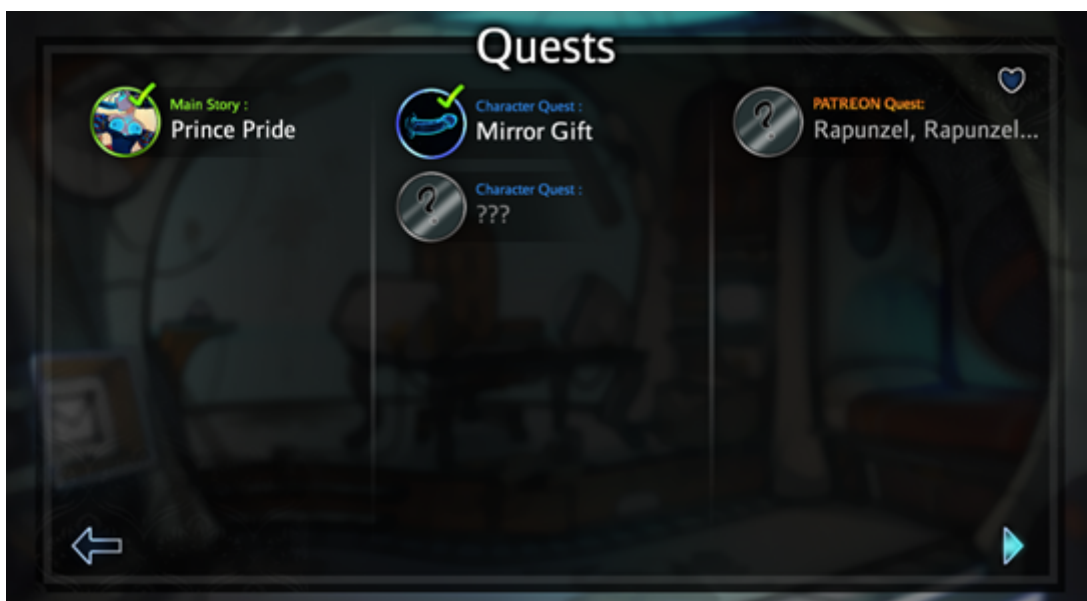 Quests
Main Story :
Prince Pride
Character Quest :
Mirror Gift
Character Quest :
???
PATREON Quest:
Rapunzel, Rapunzel...